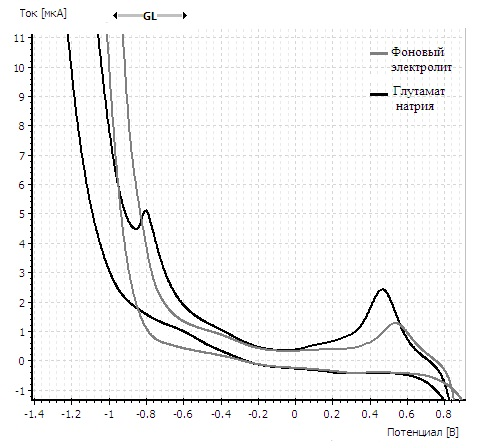 Ток [мкА]
GL
11
10
9
8
7
6
5
4
3
2
1
0
-1
Фоновый
электролит
Глутамат
натрия
-1.4 -1.2 -1 -0.8 -0.6 -0.4 -0.2 0 0.2 0.4 0.6 0.8
Потенциал [В]